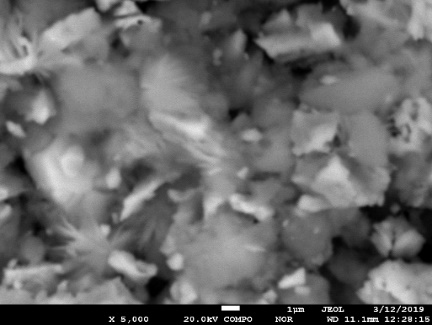 1µm JEOL 3/12/2019
X 5,000 20.0kV COMPO NOR WD 11.1mm 12:28:15